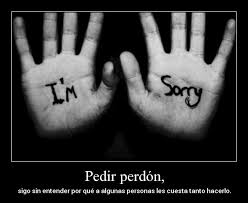 I'm Sorry
Pedir perdón,
sigo sin entender por qué a algunas personas les cuesta tanto hacerlo.